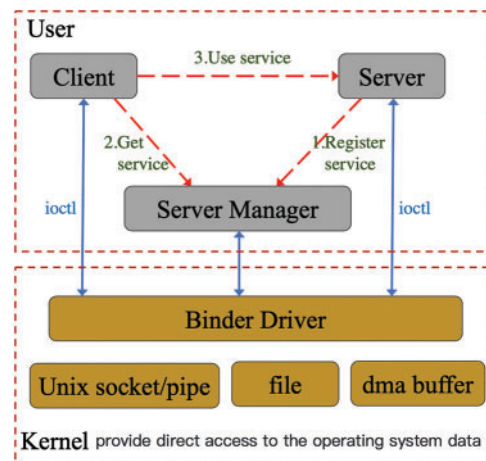 User
3.Use service
Client
Server
2.Get
service
1.Register
service
ioctl
Server Manager
ioctl
Binder Driver
Unix socket/pipe
file
dma buffer
Kernel provide direct access to the operating system data